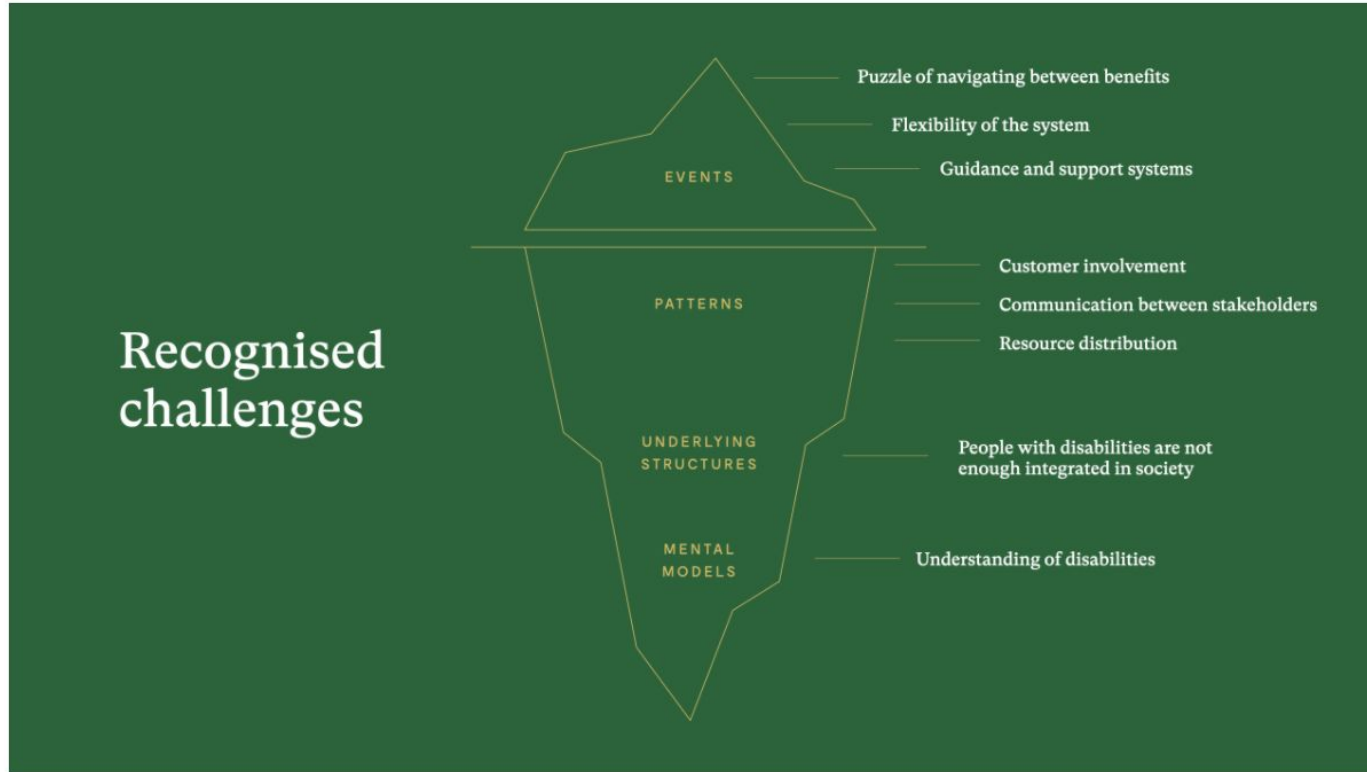 Recognised
challenges
EVENTS
Puzzle of navigating between benefits
Flexibility of the system
Guidance and support systems
PATTERNS
Customer involvement
Communication between stakeholders
Resource distribution
UNDERLYING
STRUCTURES
People with disabilities are not
enough integrated in society
MENTAL
MODELS
Understanding of disabilities